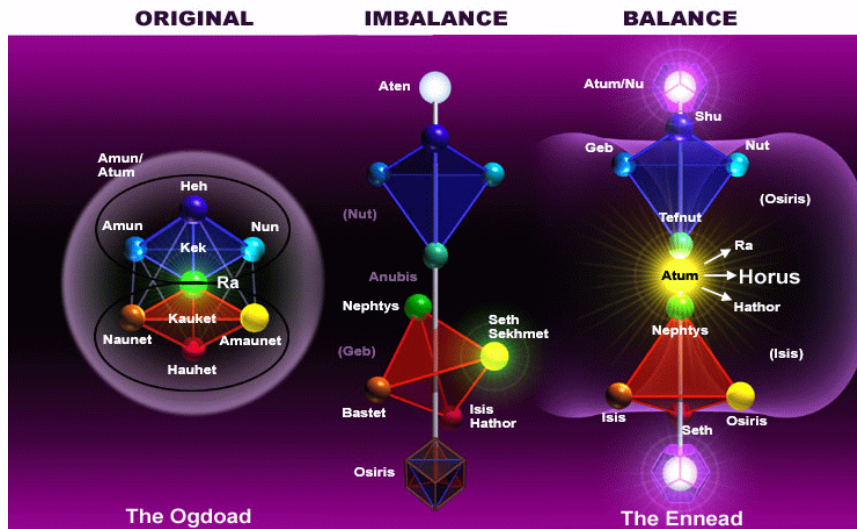 ORIGINAL
IMBALANCE
BALANCE
Amun/
Atum
Heh
Amun
Nun
Kek
Ra
Kauket
Naunet
Amaunet
Hauhet
The Ogdoad
Aten
(Nut)
Anubis
Nephtys
Seth
Sekhmet
(Geb)
Bastet
Isis
Hathor
Osiris
Atum/Nu
Shu
Geb
Nut
(Osiris)
Tefnut
Ra
Atum
Horus
Hathor
Nephtys
(Isis)
Isis
Osiris
Seth
The Ennead